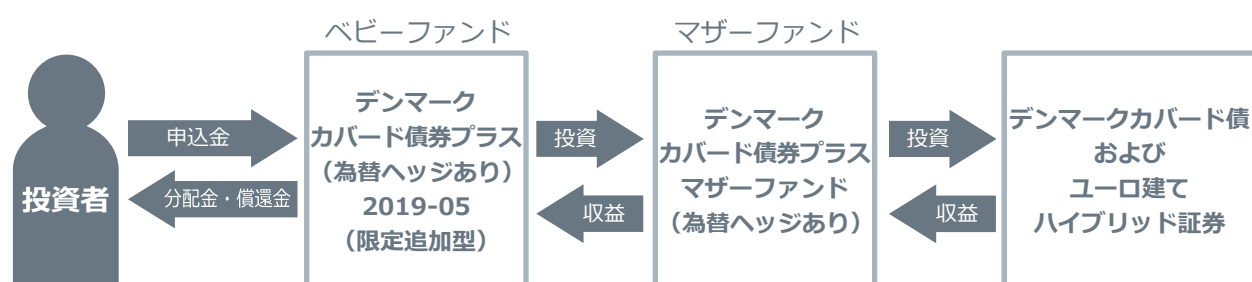 ベビーファンド
マザーファンド
投資者
申込金
分配金・償還金
デンマーク
カバード債券プラス
（為替ヘッジあり）
2019-05
（限定追加型）
投資
収益
デンマーク
カバード債券プラス
マザーファンド
（為替ヘッジあり）
投資
収益
デンマークカバード債
および
ユーロ建て
ハイブリッド証券